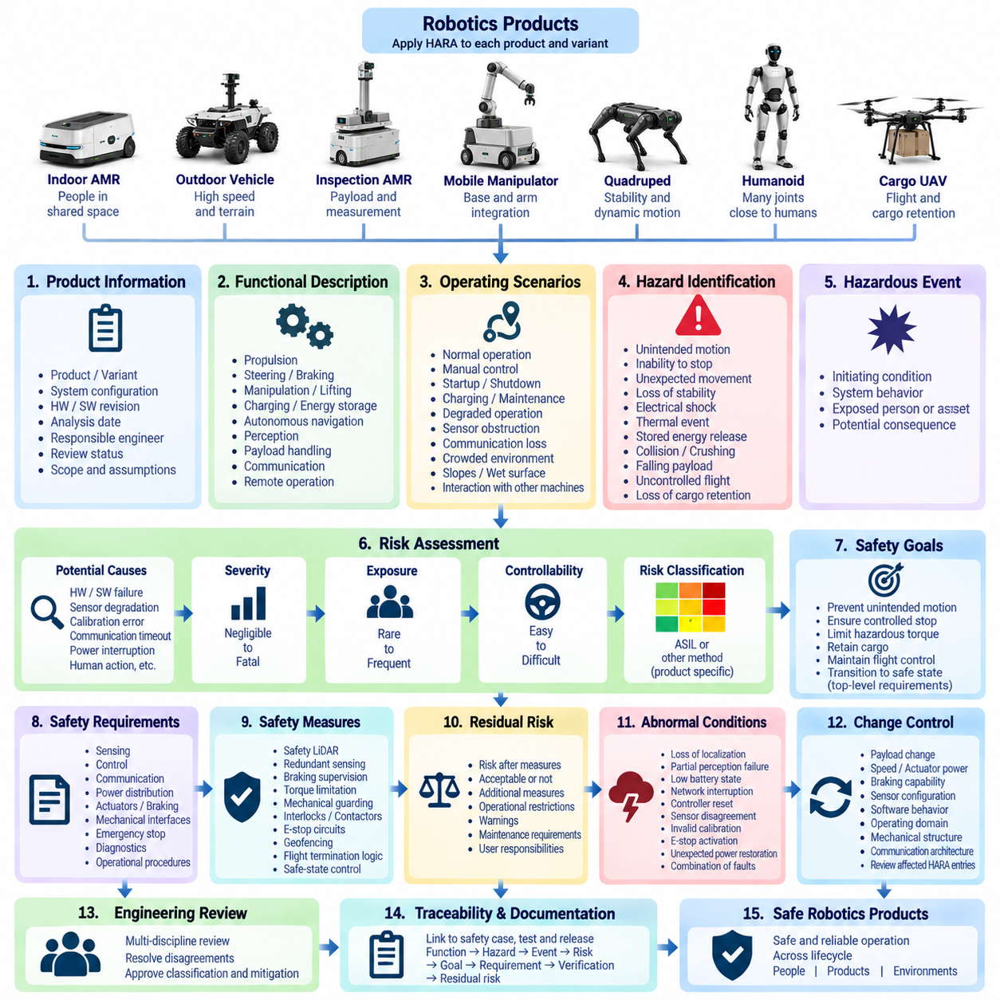 Robotics Products
Apply HARA to each product and variant
Indoor AMR
People in
shared space
Outdoor Vehicle
High speed
and terrain
Inspection AMR
Payload and
measurement
Mobile Manipulator
Base and arm
integration
Quadruped
Stability and
dynamic motion
Humanoid
Many joints
close to humans
Cargo UAV
Flight and
cargo retention
1. Product Information
• Product / Variant
• System configuration
• HW / SW revision
• Analysis date
• Responsible engineer
• Review status
• Scope and assumptions
2. Functional Description
• Propulsion
• Steering / Braking
• Manipulation / Lifting
• Charging / Energy storage
• Autonomous navigation
• Perception
• Payload handling
• Communication
• Remote operation
3. Operating Scenarios
• Normal operation
• Manual control
• Startup / Shutdown
• Charging / Maintenance
• Degraded operation
• Sensor obstruction
• Communication loss
• Crowded environment
• Slopes / Wet surface
• Interaction with other machines
4. Hazard Identification
• Unintended motion
• Inability to stop
• Unexpected movement
• Loss of stability
• Electrical shock
• Thermal event
• Stored energy release
• Collision / Crushing
• Falling payload
• Uncontrolled flight
• Loss of cargo retention
5. Hazardous Event
• Initiating condition
• System behavior
• Exposed person or asset
• Potential consequence
6. Risk Assessment
Potential Causes
HW / SW failure
Sensor degradation
Calibration error
Communication timeout
Power interruption
Human action, etc.
Severity
Negligible
to
Fatal
Exposure
Rare
to
Frequent
Controllability
Easy
to
Difficult
Risk Classification
ASIL or
other method
(product specific)
7. Safety Goals
• Prevent unintended motion
• Ensure controlled stop
• Limit hazardous torque
• Retain cargo
• Maintain flight control
• Transition to safe state
(top-level requirements)
8. Safety Requirements
• Sensing
• Control
• Communication
• Power distribution
• Actuators / Braking
• Mechanical interfaces
• Emergency stop
• Diagnostics
• Operational procedures
9. Safety Measures
• Safety LiDAR
• Redundant sensing
• Braking supervision
• Torque limitation
• Mechanical guarding
• Interlocks / Contactors
• E-stop circuits
• Geofencing
• Flight termination logic
• Safe-state control
10. Residual Risk
• Risk after measures
• Acceptable or not
• Additional measures
• Operational restrictions
• Warnings
• Maintenance requirements
• User responsibilities
11. Abnormal Conditions
• Loss of localization
• Partial perception failure
• Low battery state
• Network interruption
• Controller reset
• Sensor disagreement
• Invalid calibration
• E-stop activation
• Unexpected power restoration
• Combination of faults
12. Change Control
• Payload change
• Speed / Actuator power
• Braking capability
• Sensor configuration
• Software behavior
• Operating domain
• Mechanical structure
• Communication architecture
• Review affected HARA entries
13. Engineering Review
Multi-discipline review
Resolve disagreements
Approve classification and mitigation
14. Traceability & Documentation
Link to safety case, test and release
Function → Hazard → Event → Risk
→ Goal → Requirement → Verification
→ Residual risk
15. Safe Robotics Products
Safe and reliable operation
Across lifecycle
People | Products | Environments